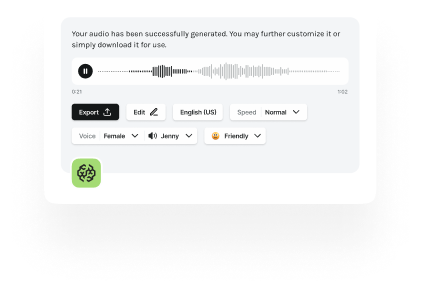 Your audio has been successfully generated. You may further customize it or
simply download it for use.
0:21 1:02
Export Edit English (US) Speed Normal
Voice Female Jenny Friendly